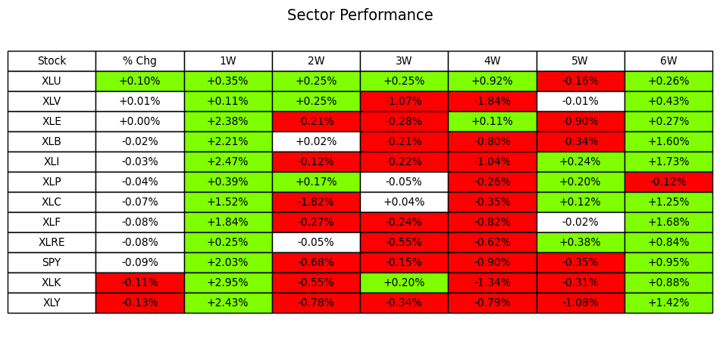 Sector Performance
Stock % Chg 1W 2W 3W 4W 5W 6W
XLU +0.10% +0.35% +0.25% +0.25% +0.92% -0.16% +0.26%
XLV +0.01% +0.11% +0.25% -1.07% -1.84% -0.01% +0.43%
XLE +0.00% +2.38% -0.21% -0.28% +0.11% -0.90% +0.27%
XLB -0.02% +2.21% +0.02% -0.21% -0.80% -0.34% +1.60%
XLI -0.03% +2.47% -0.12% -0.22% -1.04% +0.24% +1.73%
XLP -0.04% +0.39% +0.17% -0.05% -0.26% +0.20% -0.12%
XLC -0.07% +1.52% -1.82% +0.04% -0.35% +0.12% +1.25%
XLF -0.08% +1.84% -0.27% -0.24% -0.82% -0.02% +1.68%
XLRE -0.08% +0.25% -0.05% -0.55% -0.62% +0.38% +0.84%
SPY -0.09% +2.03% -0.68% -0.15% -0.90% -0.35% +0.95%
XLK -0.11% +2.95% -0.55% +0.20% -1.34% -0.31% +0.88%
XLY -0.13% +2.43% -0.78% -0.34% -0.79% -1.08% +1.42%